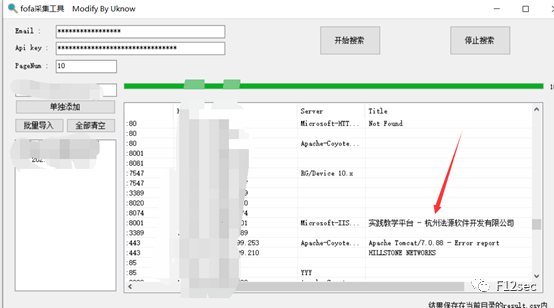 fofa采集工具 Modify By Uknow
Email : *****************
Api key : ********************************
开始搜索
停止搜索
PageNum : 10
单独添加
批量导入 全部清空
Server Title
:80 Microsoft-HTT... Not Found
:80
:80 Apache-Coyote...
:8001
:8081
:7547 RG/Device 10.x
:7547
:3389
:8020
:8074
:8001 Microsoft-IIS... 实践教学平台 - 杭州法源软件开发有限公司
:3389
:443 99.253 Apache-Coyote... Apache Tomcat/7.0.88 - Error report
:443 99.210 HILLSTONE NETWORKS
:85
:85 YYY
F12sec
结果保存在当前目录的result.csv内